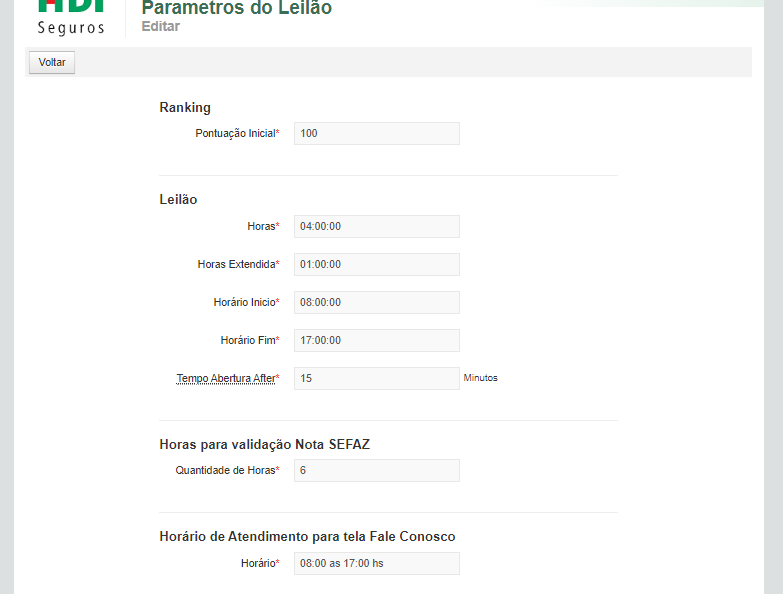 HDI
Seguros
Parametros do Leilão
Editar
Voltar
Ranking
Pontuação Inicial* 100
Leilão
Horas* 04:00:00
Horas Extendida* 01:00:00
Horário Inicio* 08:00:00
Horário Fim* 17:00:00
Tempo Abertura After* 15 Minutos
Horas para validação Nota SEFAZ
Quantidade de Horas* 6
Horário de Atendimento para tela Fale Conosco
Horário* 08:00 as 17:00 hs